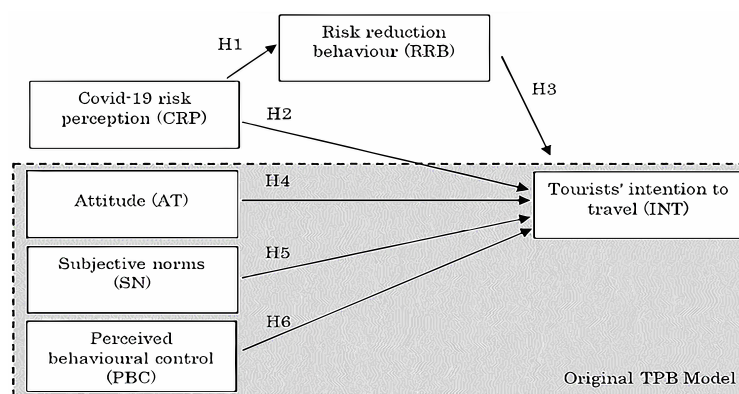 Risk reduction
behaviour (RRB)
H1
H3
Covid-19 risk
perception (CRP)
H2
Attitude (AT)
H4
Tourists' intention to
travel (INT)
Subjective norms
(SN)
H5
Perceived
behavioural control
(PBC)
H6
Original TPB Model